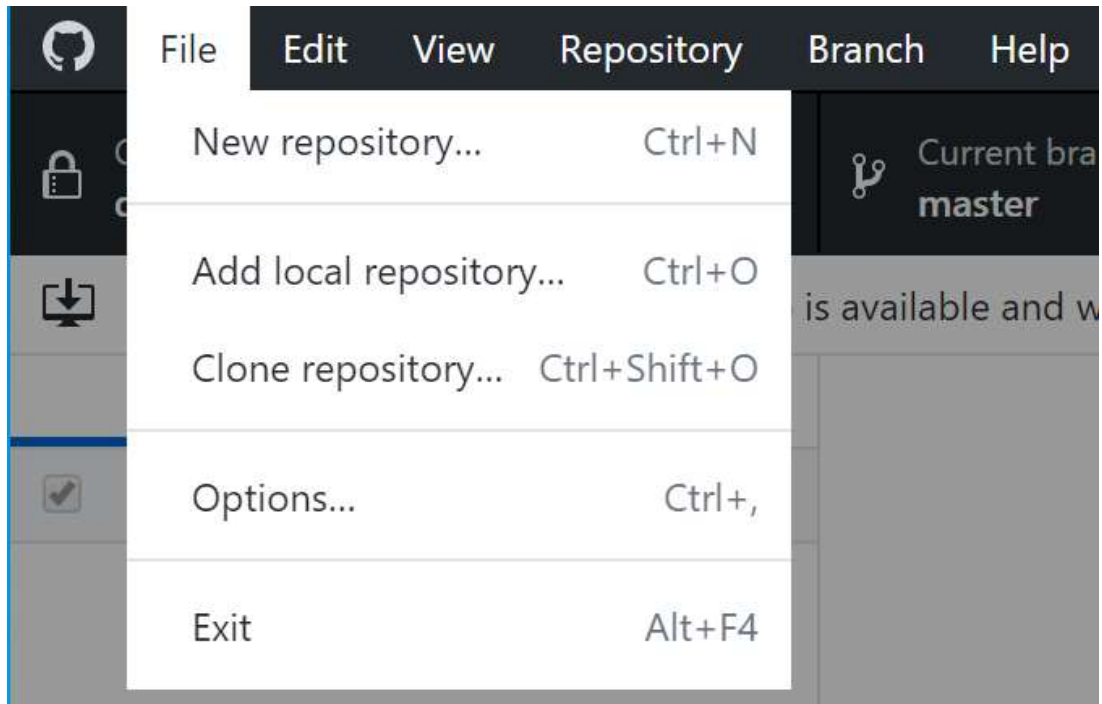 File Edit View Repository Branch Help
New repository... Ctrl+N
Current bra
master
Add local repository... Ctrl+O
is available and w
Clone repository... Ctrl+Shift+O
Options... Ctrl+,
Exit Alt+F4